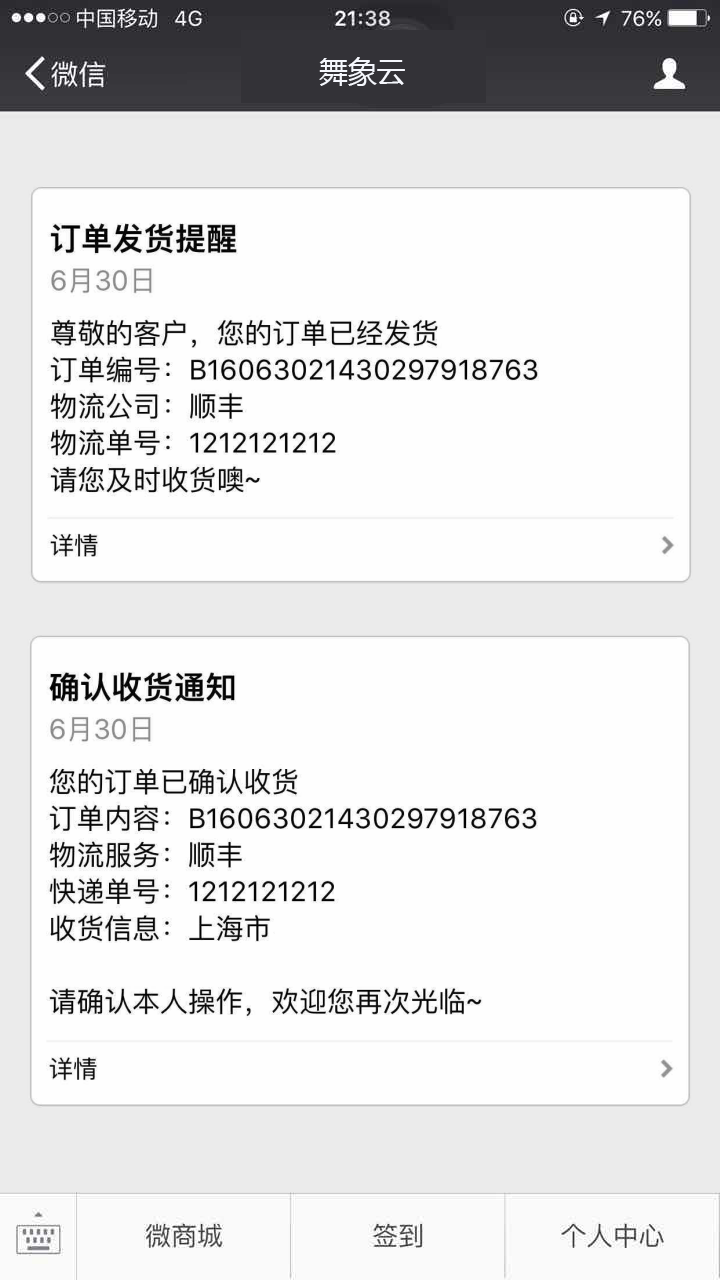 中国移动 4G 21:38 76%
微信 舞象云
订单发货提醒
6月30日
尊敬的客户，您的订单已经发货
订单编号：B16063021430297918763
物流公司：顺丰
物流单号：1212121212
请您及时收货噢~
详情
确认收货通知
6月30日
您的订单已确认收货
订单内容：B16063021430297918763
物流服务：顺丰
快递单号：1212121212
收货信息：上海市
请确认本人操作，欢迎您再次光临~
详情
微商城 签到 个人中心